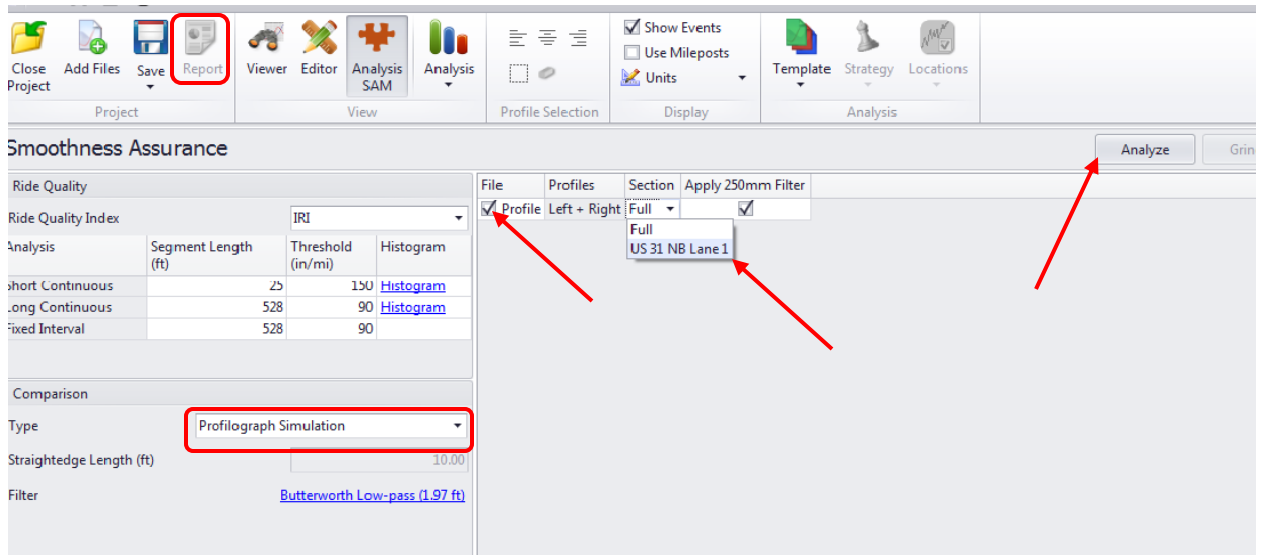 Close Project
Add Files
Save
Report
Viewer
Editor
Analysis SAM
Analysis
Show Events
Use Mileposts
Units
Template
Strategy
Locations
Project
View
Profile Selection
Display
Analysis
Smoothness Assurance
Analyze
Grin
Ride Quality
Ride Quality Index
IRI
Analysis Segment Length (ft) Threshold (in/mi) Histogram
Short Continuous 25 150 Histogram
Long Continuous 528 90 Histogram
Fixed Interval 528 90
Comparison
Type Profilograph Simulation
Straightedge Length (ft) 10.00
Filter Butterworth Low-pass (1.97 ft)
File Profiles Section Apply 250mm Filter
Profile Left + Right Full
Full
US 31 NB Lane 1